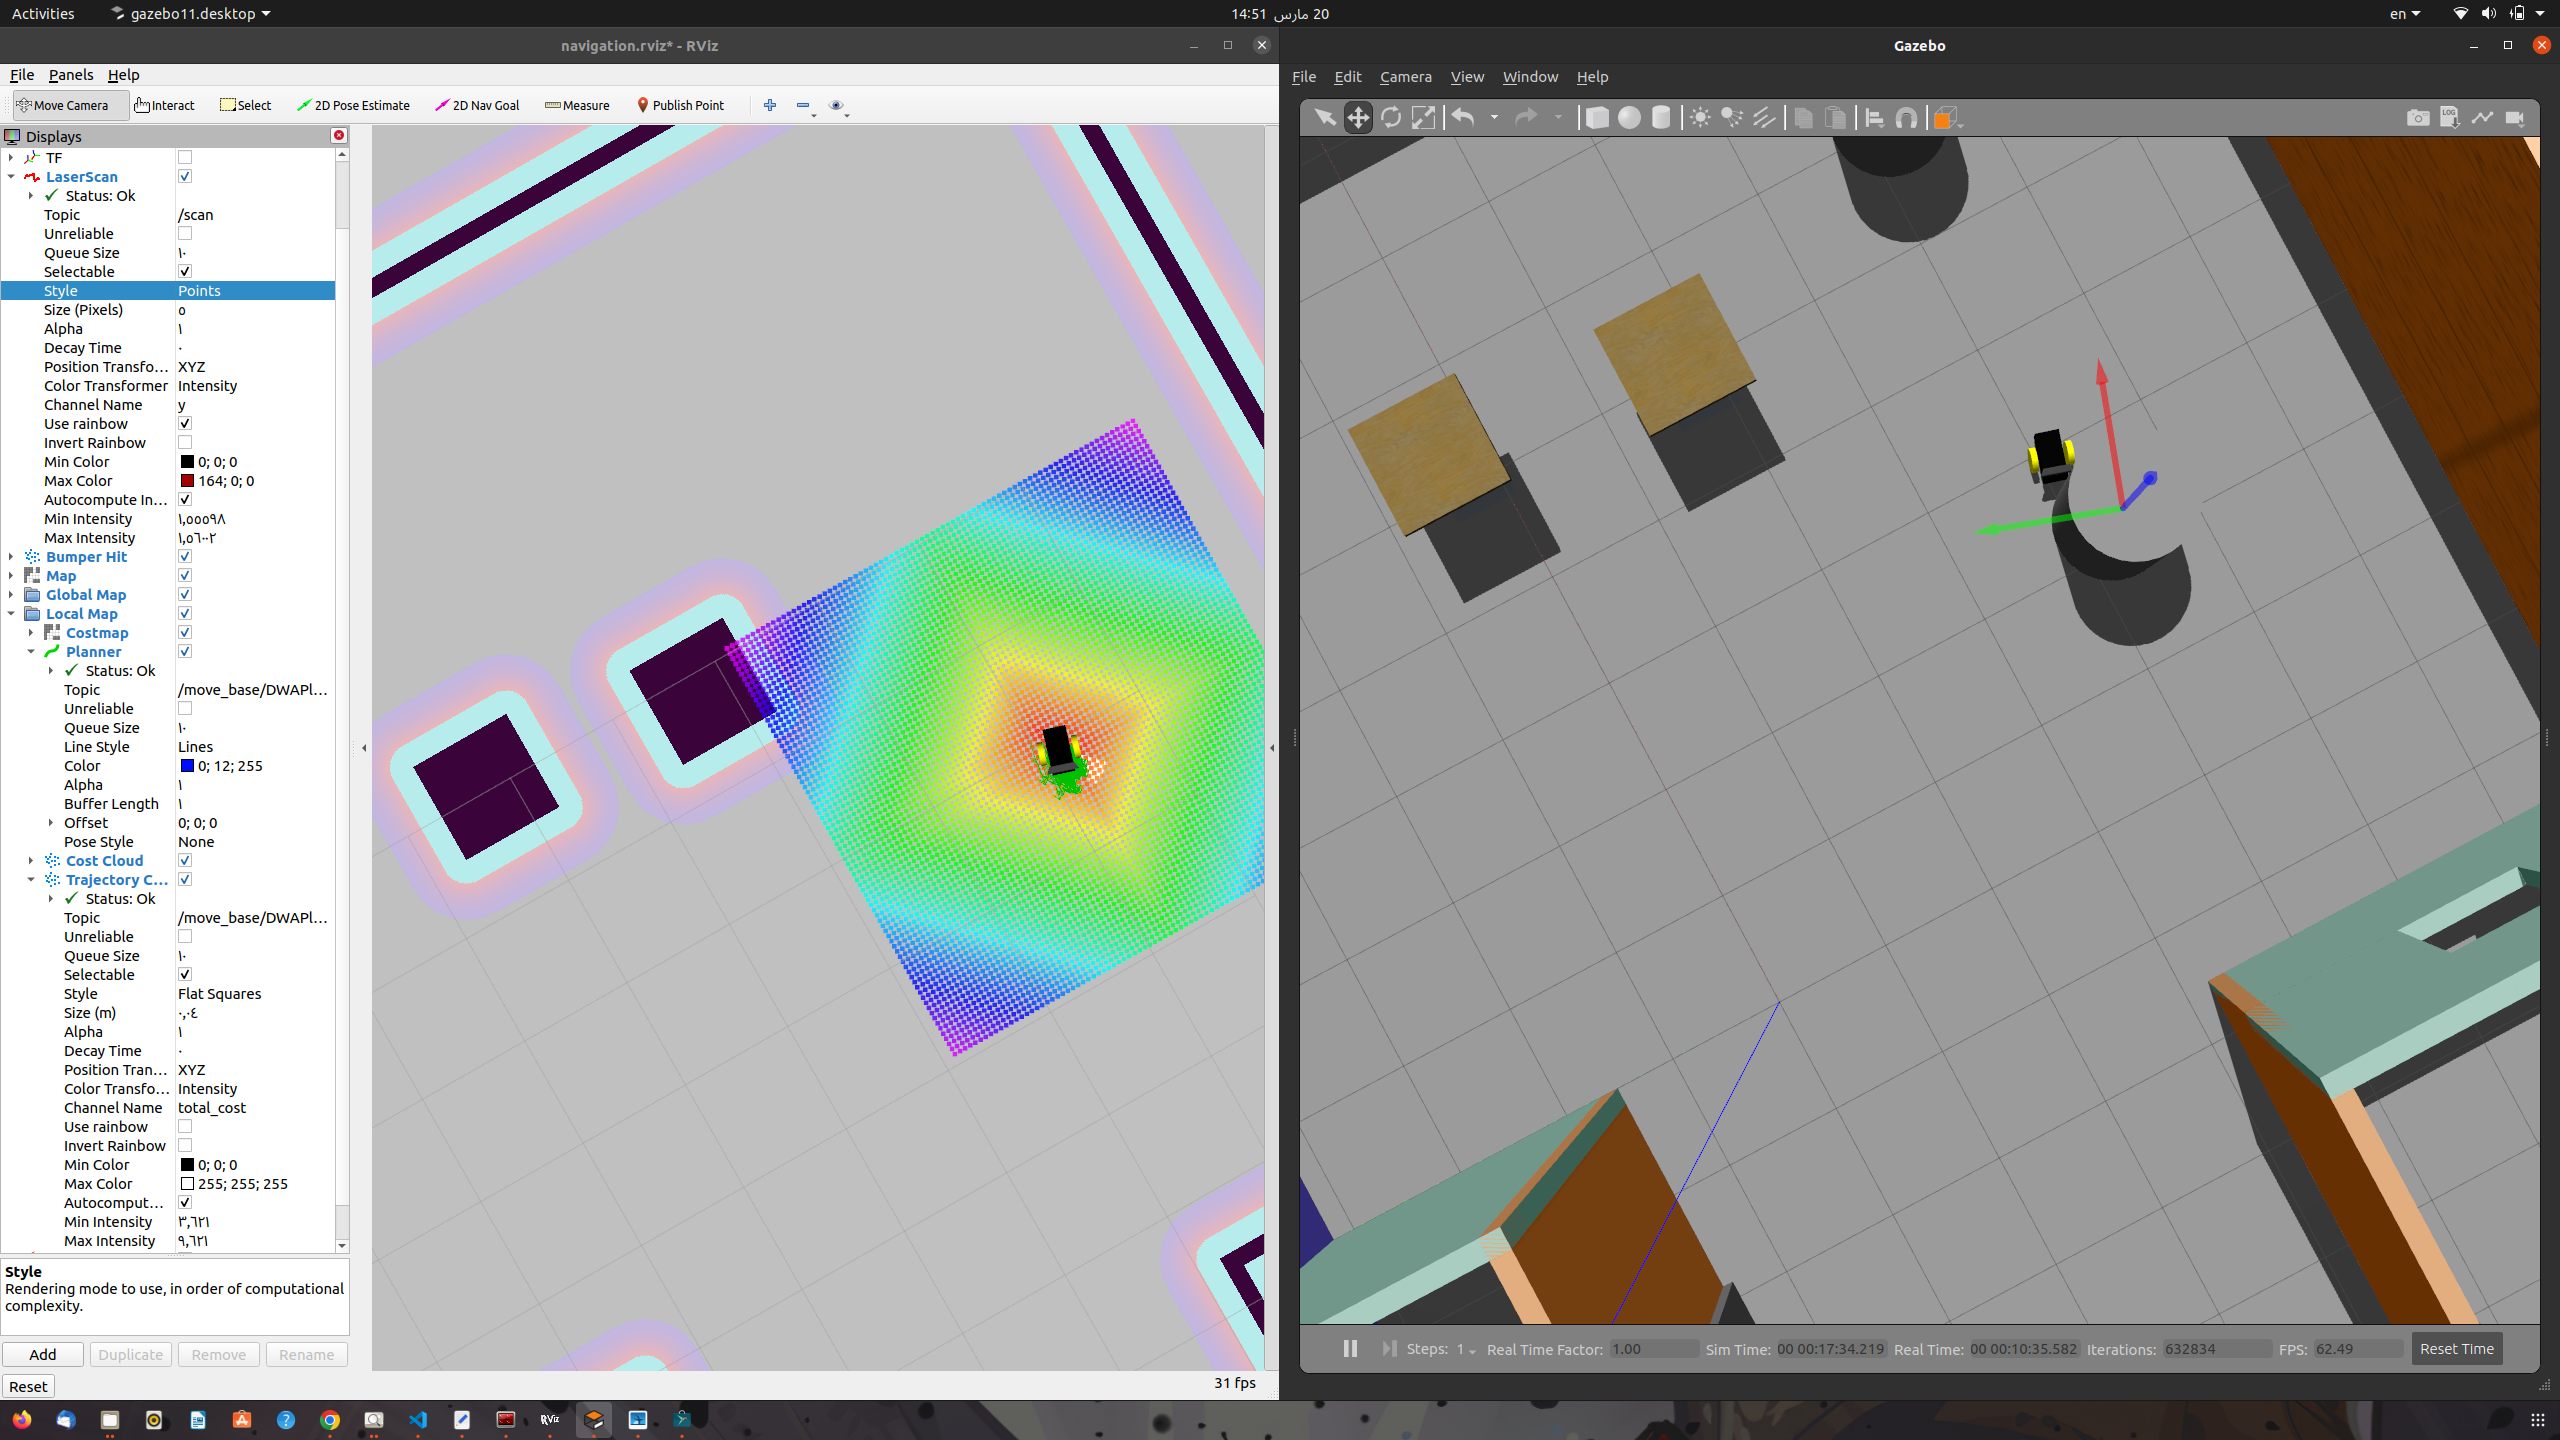 Activities
gazebo11.desktop
20 مارس 14:51
en
navigation.rviz* - RViz
File Panels Help
Move Camera Interact Select 2D Pose Estimate 2D Nav Goal Measure Publish Point
Displays
TF
LaserScan
Status: Ok
Topic /scan
Unreliable
Queue Size ١٠
Selectable
Style Points
Size (Pixels) ٥
Alpha ١
Decay Time ٠
Position Transfo… XYZ
Color Transformer Intensity
Channel Name y
Use rainbow
Invert Rainbow
Min Color 0; 0; 0
Max Color 164; 0; 0
Autocompute In…
Min Intensity ١,٥٥٥٩٨
Max Intensity ١,٥٦٠٠٢
Bumper Hit
Map
Global Map
Local Map
Costmap
Planner
Status: Ok
Topic /move_base/DWAPl…
Unreliable
Queue Size ١٠
Line Style Lines
Color 0; 12; 255
Alpha ١
Buffer Length ١
Offset 0; 0; 0
Pose Style None
Cost Cloud
Trajectory C…
Status: Ok
Topic /move_base/DWAPl…
Unreliable
Queue Size ١٠
Selectable
Style Flat Squares
Size (m) ٠,٠٤
Alpha ١
Decay Time ٠
Position Tran… XYZ
Color Transfo… Intensity
Channel Name total_cost
Use rainbow
Invert Rainbow
Min Color 0; 0; 0
Max Color 255; 255; 255
Autocomput…
Min Intensity ٣,٦٢١
Max Intensity ٩,٦٢١
Style
Rendering mode to use, in order of computational
complexity.
Add Duplicate Remove Rename
Reset
31 fps
Gazebo
File Edit Camera View Window Help
LOG
Steps: 1 Real Time Factor: 1.00 Sim Time: 00 00:17:34.219 Real Time: 00 00:10:35.582 Iterations: 632834 FPS: 62.49 Reset Time
RViz